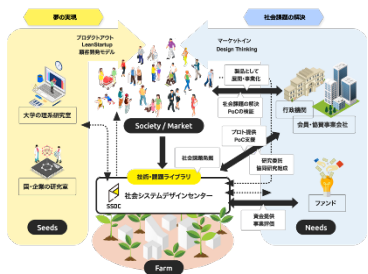 夢の実現
社会課題の解決
プロダクトアウト
LeanStartup
顧客開発モデル
マーケットイン
Design Thinking
大学の理系研究室
国・企業の研究室
Seeds
Society / Market
製品として
展開・事業化
社会課題の解決
PoCの検証
行政機関
会員・協賛事業会社
プロト提供
PoC支援
社会課題発掘
研究委託
協同研究組成
技術・課題ライブラリ
SSDC
社会システムデザインセンター
資金提供
事業評価
ファンド
Needs
Farm